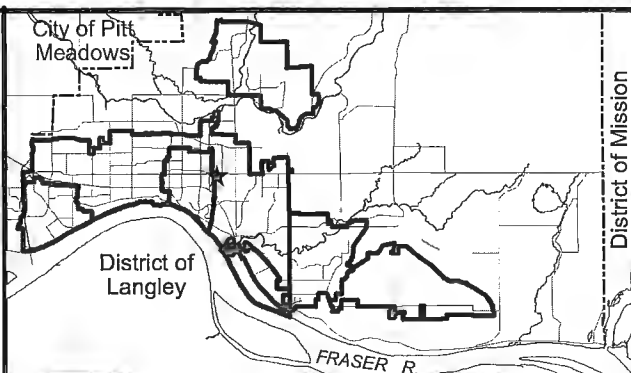 City of Pitt
Meadows
District of Mission
District of
Langley
FRASER R.